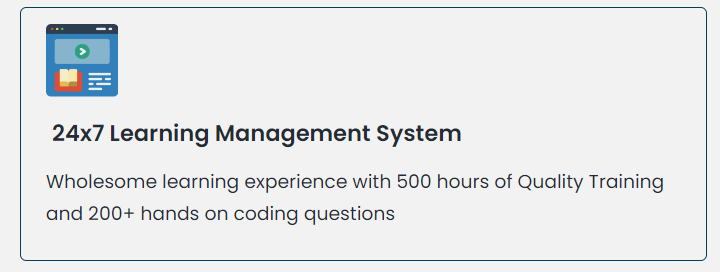 24x7 Learning Management System
Wholesome learning experience with 500 hours of Quality Training
and 200+ hands on coding questions